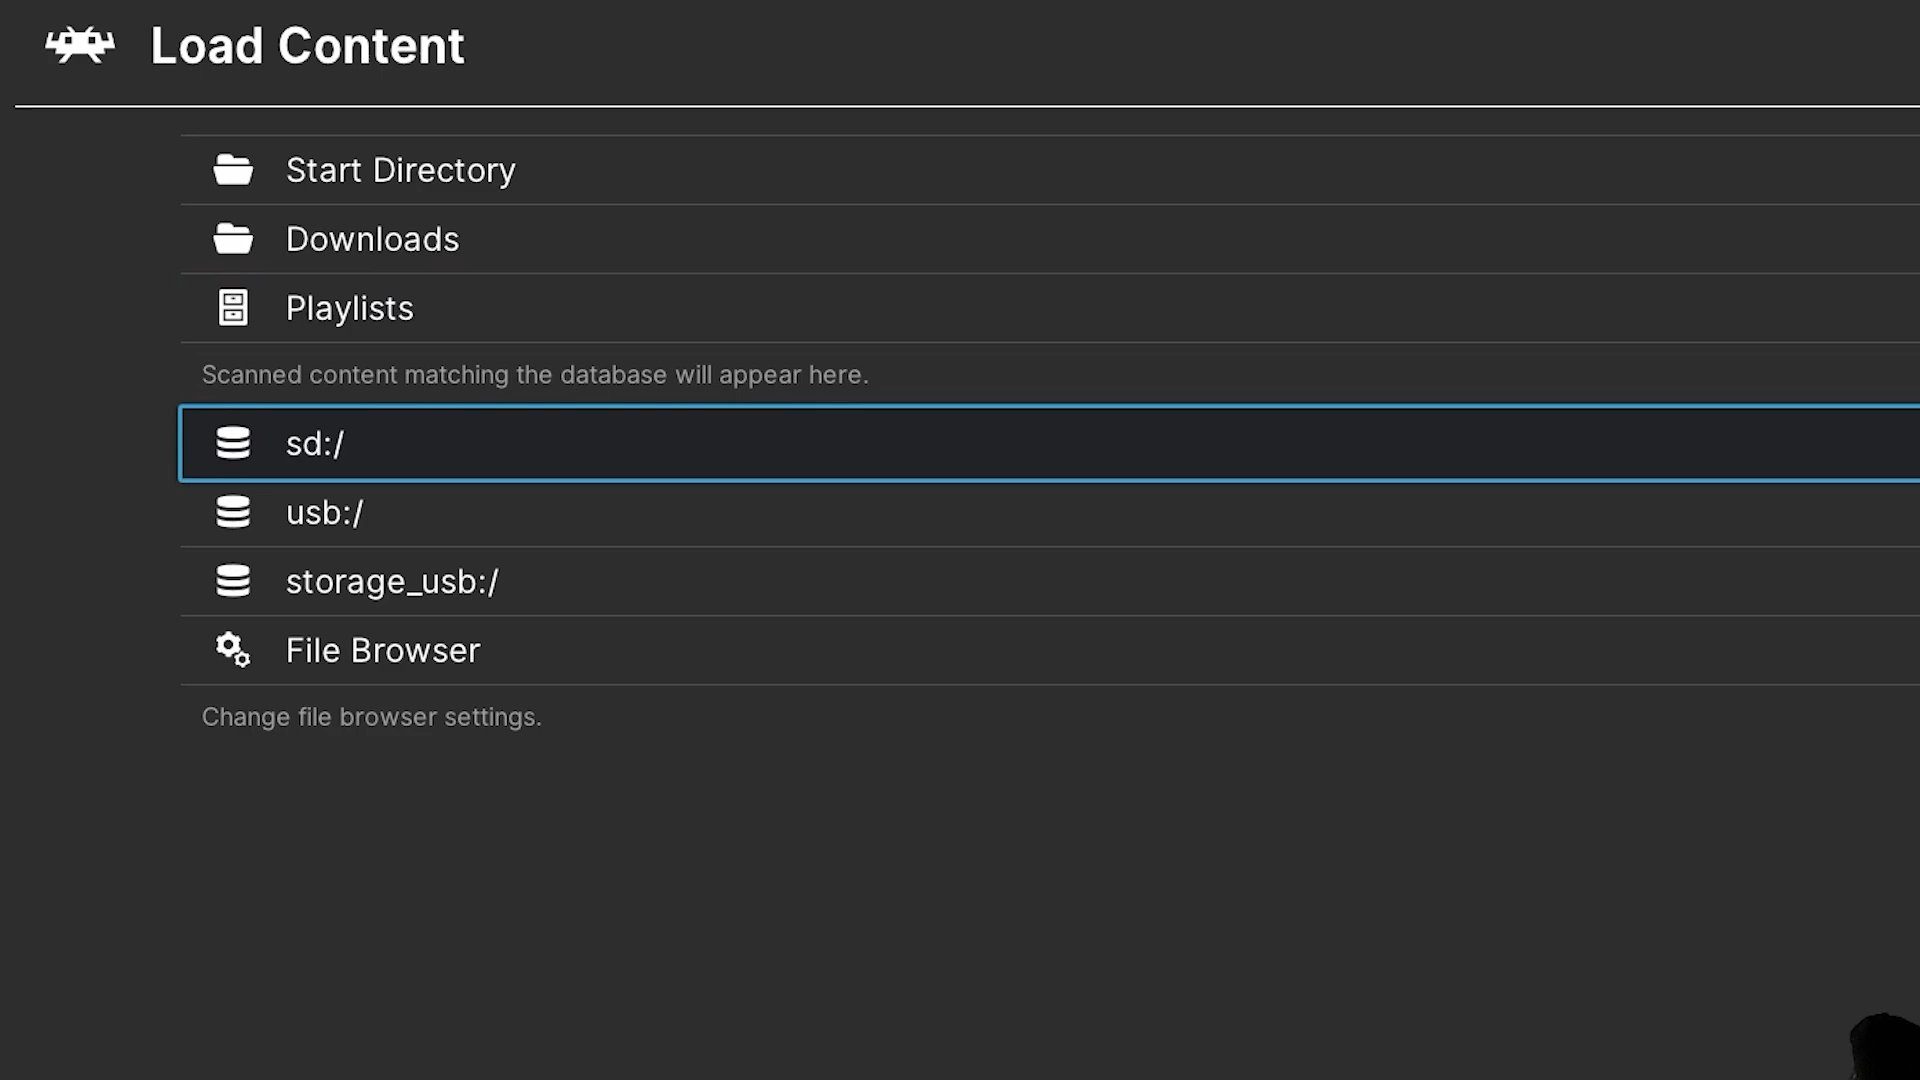 Load Content
Start Directory
Downloads
Playlists
Scanned content matching the database will appear here.
sd:/
usb:/
storage_usb:/
File Browser
Change file browser settings.